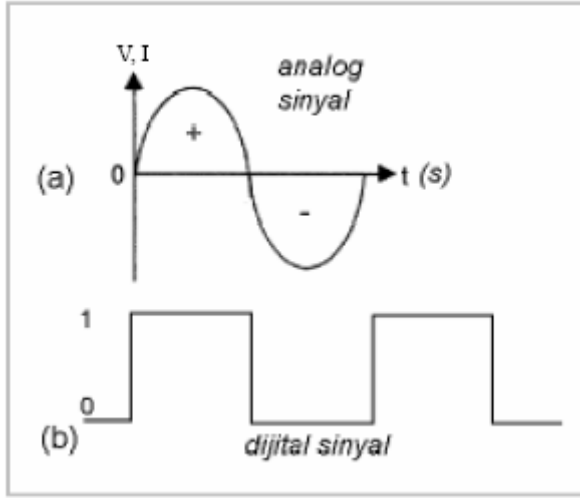 V, I
analog
sinyal
+
(a) 0 t (s)
-
1
0
(b) dijital sinyal